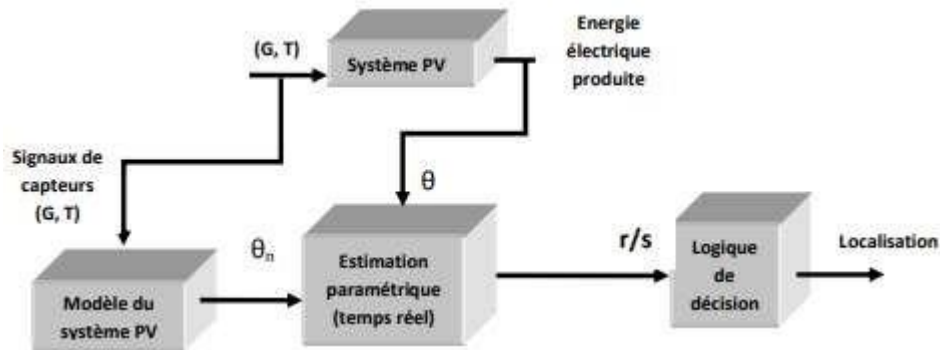 (G, T)
Système PV
Energie
électrique
produite
Signaux de
capteurs
(G, T)
θ
θn
r/s
Modèle du
système PV
Estimation
paramétrique
(temps réel)
Logique
de
décision
Localisation